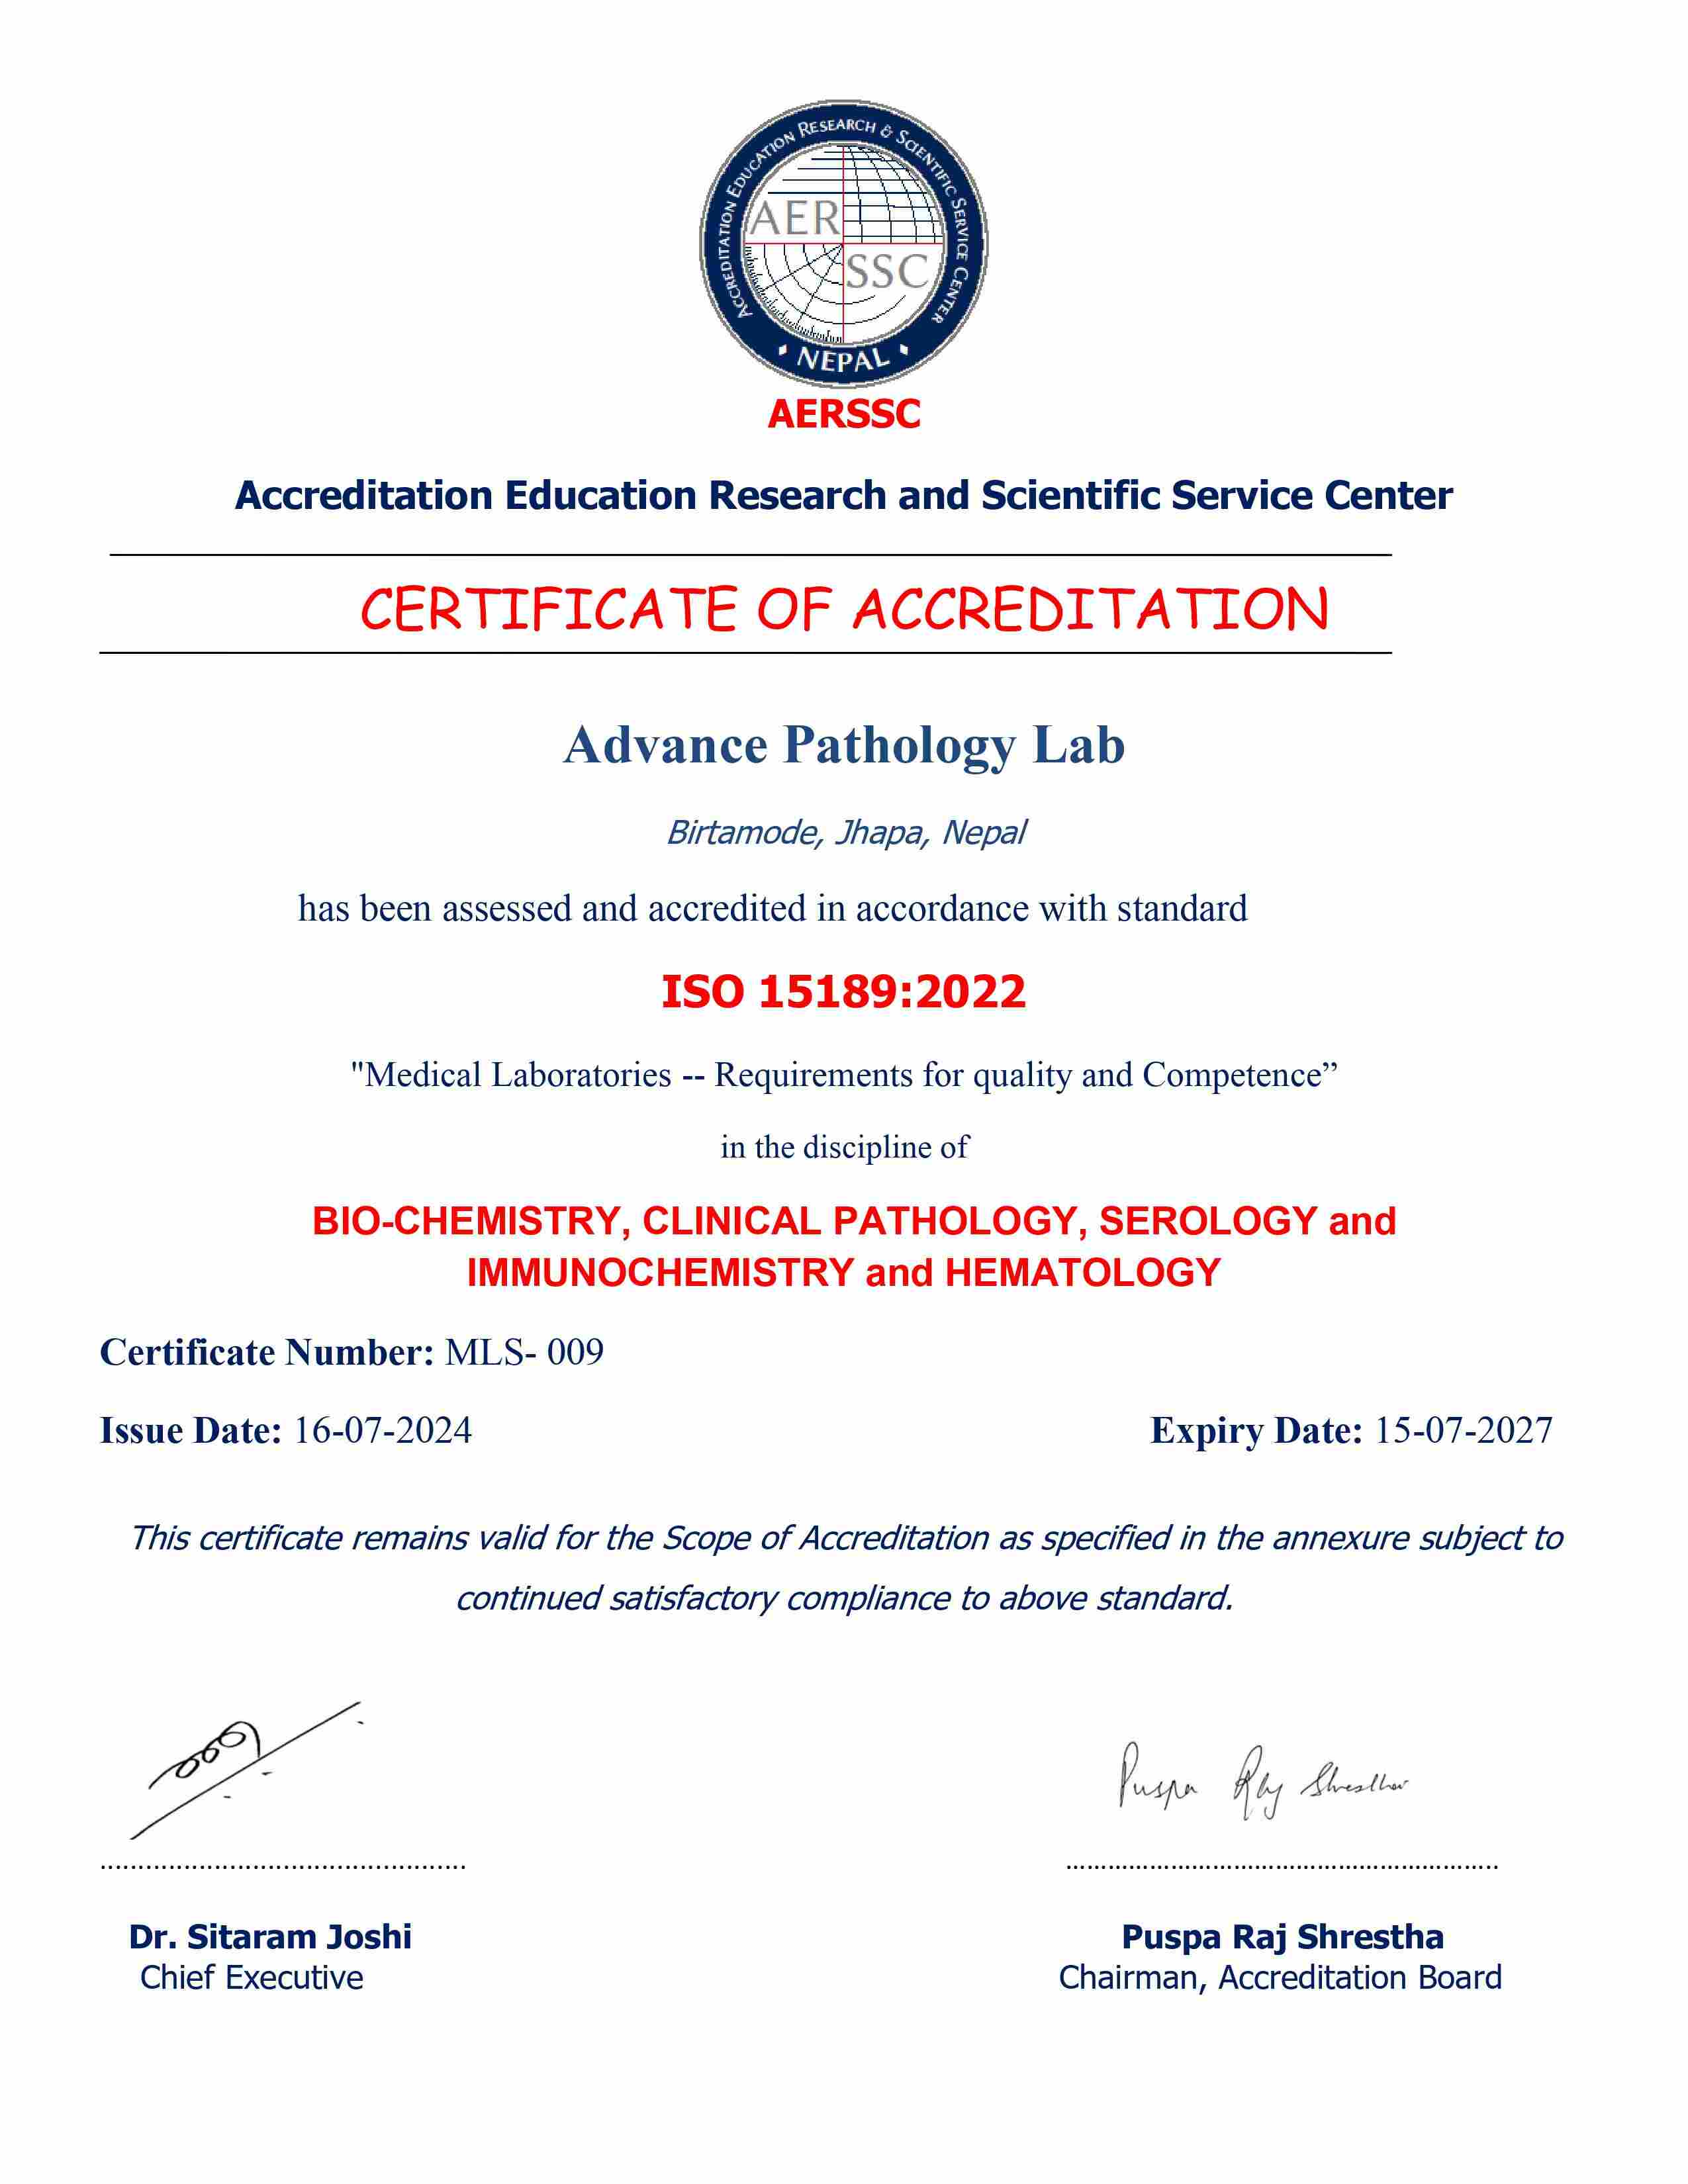 ACCREDITATION EDUCATION RESEARCH & SCIENTIFIC SERVICE CENTER
AER
SSC
NEPAL
AERSSC
Accreditation Education Research and Scientific Service Center
CERTIFICATE OF ACCREDITATION
Advance Pathology Lab
Birtamode, Jhapa, Nepal
has been assessed and accredited in accordance with standard
ISO 15189:2022
"Medical Laboratories -- Requirements for quality and Competence”
in the discipline of
BIO-CHEMISTRY, CLINICAL PATHOLOGY, SEROLOGY and
IMMUNOCHEMISTRY and HEMATOLOGY
Certificate Number: MLS- 009
Issue Date: 16-07-2024 Expiry Date: 15-07-2027
This certificate remains valid for the Scope of Accreditation as specified in the annexure subject to
continued satisfactory compliance to above standard.
Puspa Raj Shrestha
Dr. Sitaram Joshi Puspa Raj Shrestha
Chief Executive Chairman, Accreditation Board